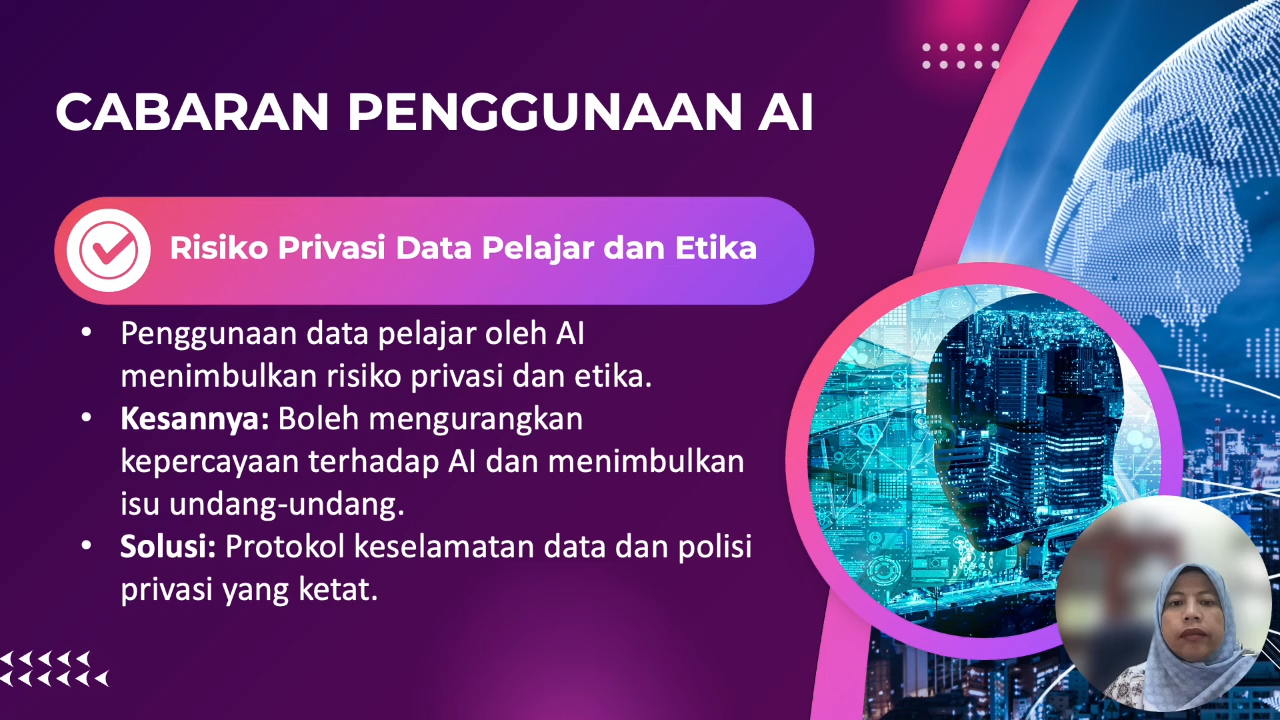 CABARAN PENGGUNAAN AI
Risiko Privasi Data Pelajar dan Etika
• Penggunaan data pelajar oleh AI
menimbulkan risiko privasi dan etika.
• Kesannya: Boleh mengurangkan
kepercayaan terhadap AI dan menimbulkan
isu undang-undang.
• Solusi: Protokol keselamatan data dan polisi
privasi yang ketat.